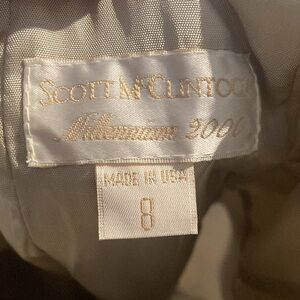 SCOTT MCCLINTOCK
Millennium 2000
MADE IN USA
8